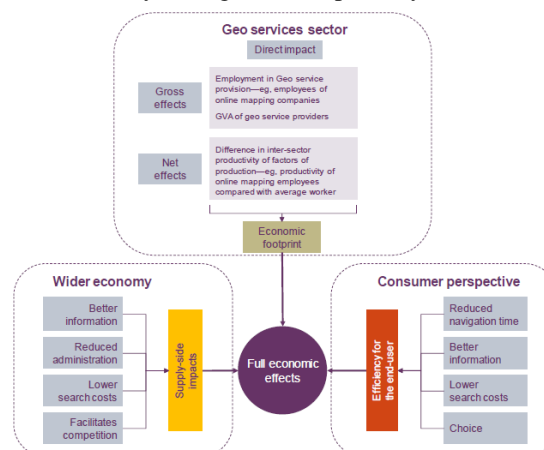 Geo services sector
Direct impact
Gross
effects
Employment in Geo service
provision—eg, employees of
online mapping companies
GVA of geo service providers
Net
effects
Difference in inter-sector
productivity of factors of
production—eg, productivity of
online mapping employees
compared with average worker
Economic
footprint
Wider economy
Better
information
Reduced
administration
Lower
search costs
Facilitates
competition
Supply-side
impacts
Full economic
effects
Consumer perspective
Efficiency for
the end-user
Reduced
navigation time
Better
information
Lower
search costs
Choice